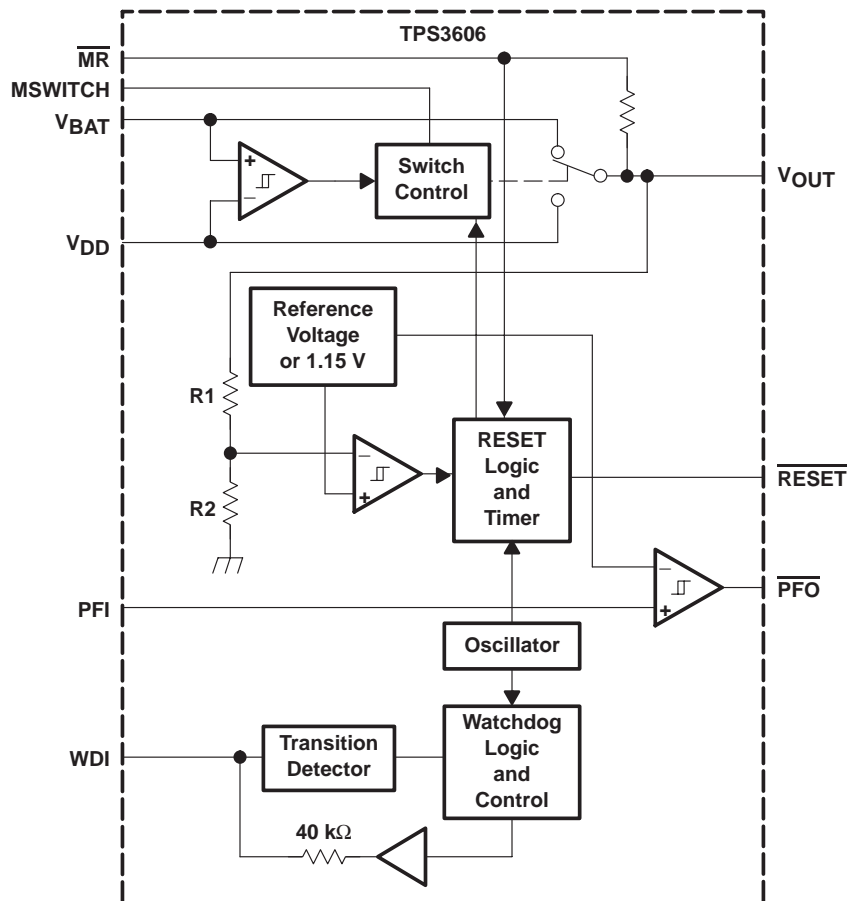 TPS3606
MR
MSWITCH
VBAT
Switch
Control
VOUT
VDD
Reference
Voltage
or 1.15 V
R1
RESET
Logic
and
Timer
RESET
R2
PFO
PFI
Oscillator
Watchdog
Logic
and
Control
Transition
Detector
WDI
40 kΩ